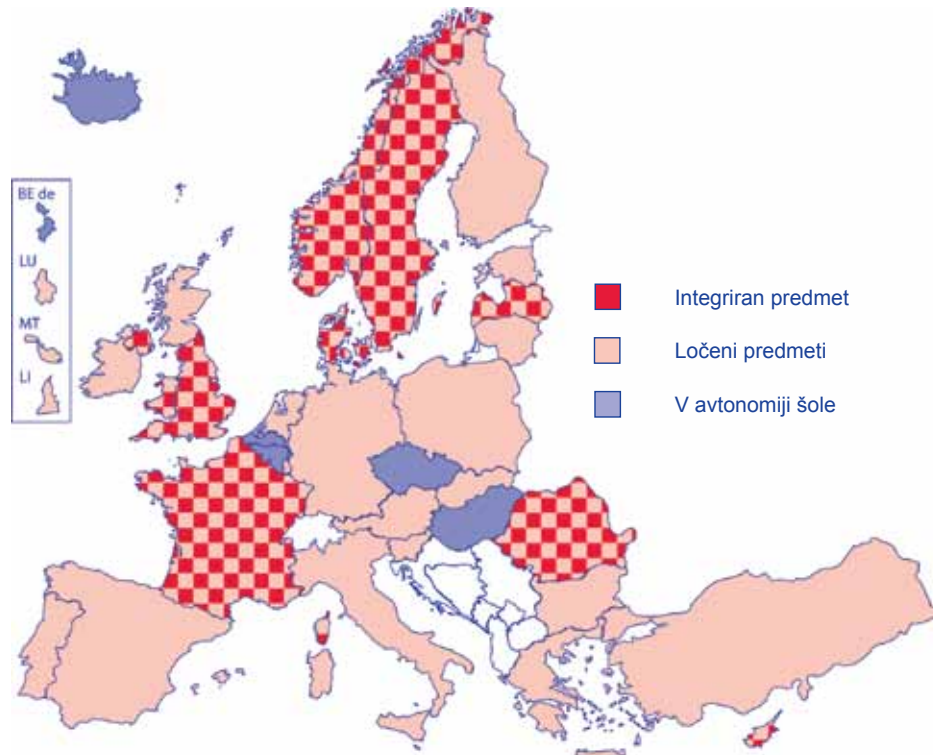 BE de
LU
MT
LI
Integriran predmet
Ločeni predmeti
V avtonomiji šole